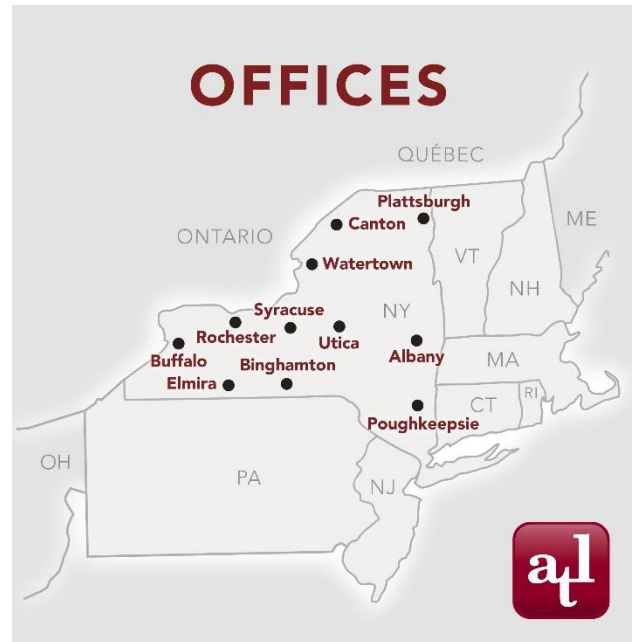 OFFICES
QUÉBEC
Plattsburgh
Canton
ME
ONTARIO
VT
Watertown
NH
Syracuse
NY
Rochester
Utica
Buffalo
Albany
MA
Elmira
Binghamton
RI
CT
Poughkeepsie
OH
PA
NJ
atl